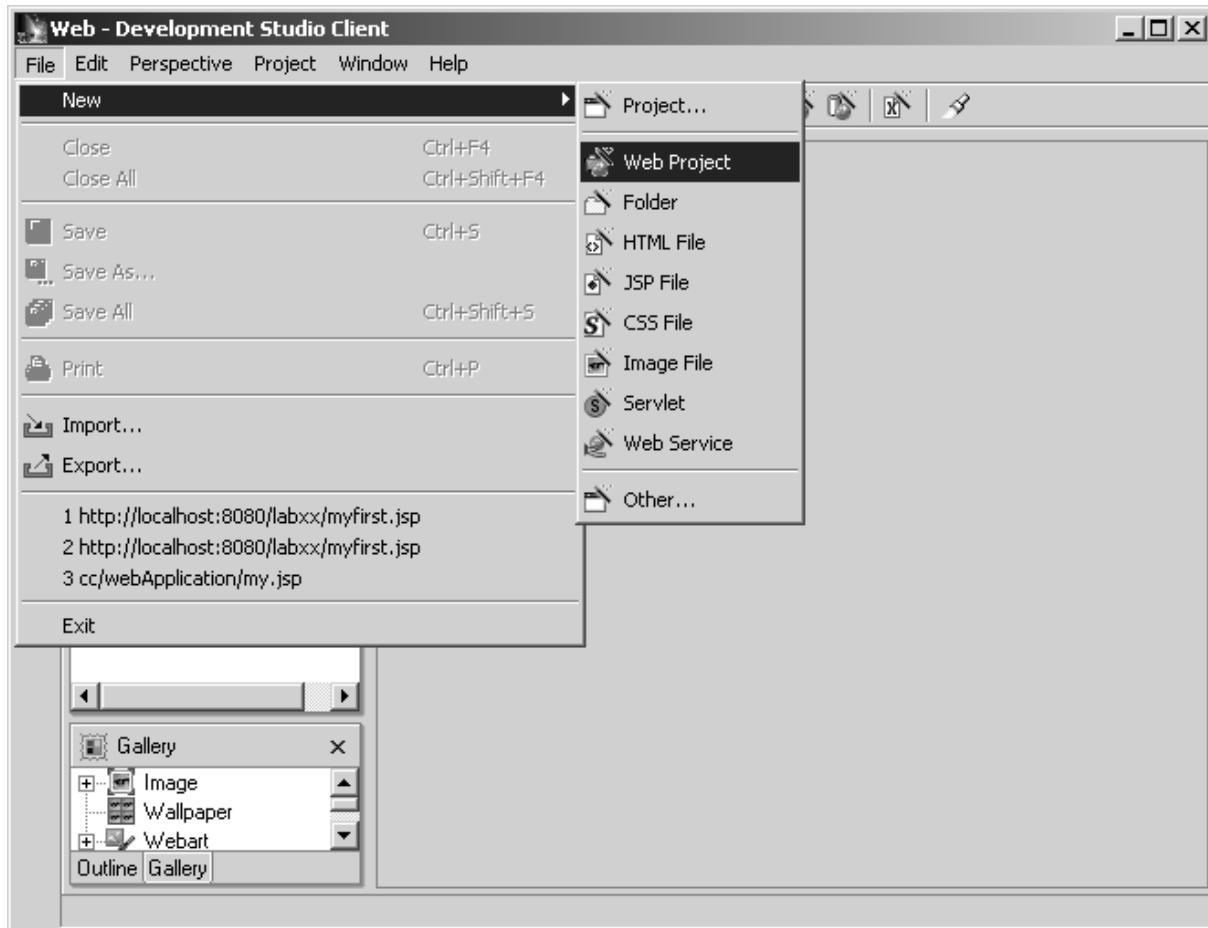 Web - Development Studio Client
File Edit Perspective Project Window Help
New
Close Ctrl+F4
Close All Ctrl+Shift+F4
Save Ctrl+S
Save As...
Save All Ctrl+Shift+S
Print Ctrl+P
Import...
Export...
1 http://localhost:8080/labxx/myfirst.jsp
2 http://localhost:8080/labxx/myfirst.jsp
3 cc/webApplication/my.jsp
Exit
Project...
Web Project
Folder
HTML File
JSP File
CSS File
Image File
Servlet
Web Service
Other...
Gallery
Image
Wallpaper
Webart
Outline Gallery